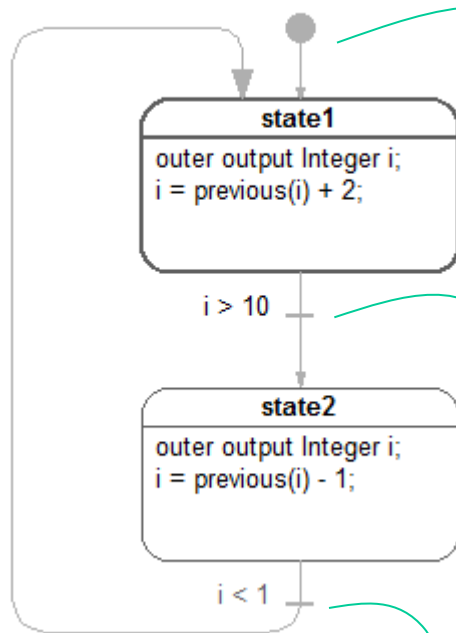 state1
outer output Integer i;
i = previous(i) + 2;
i > 10
state2
outer output Integer i;
i = previous(i) - 1;
i < 1